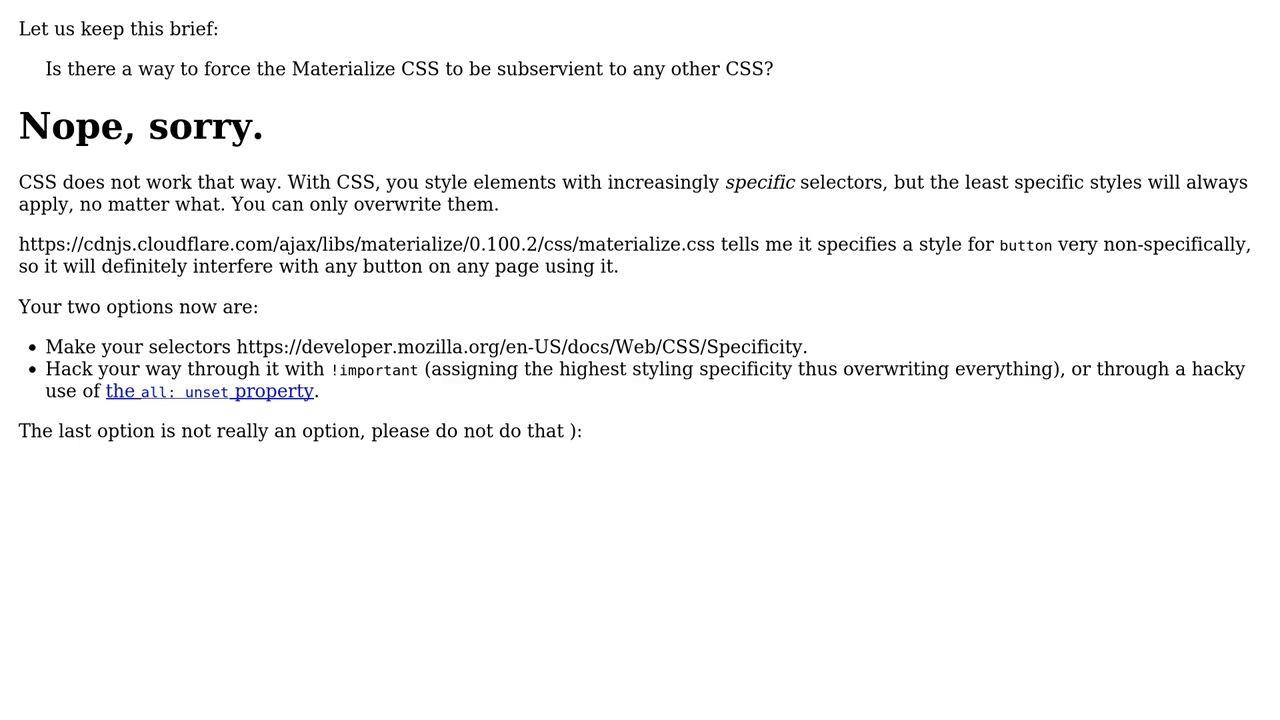 Let us keep this brief:
Is there a way to force the Materialize CSS to be subservient to any other CSS?
Nope, sorry.
CSS does not work that way. With CSS, you style elements with increasingly specific selectors, but the least specific styles will always
apply, no matter what. You can only overwrite them.
https://cdnjs.cloudflare.com/ajax/libs/materialize/0.100.2/css/materialize.css tells me it specifies a style for button very non-specifically,
so it will definitely interfere with any button on any page using it.
Your two options now are:
• Make your selectors https://developer.mozilla.org/en-US/docs/Web/CSS/Specificity.
• Hack your way through it with !important (assigning the highest styling specificity thus overwriting everything), or through a hacky
use of the all: unset property.
The last option is not really an option, please do not do that ):